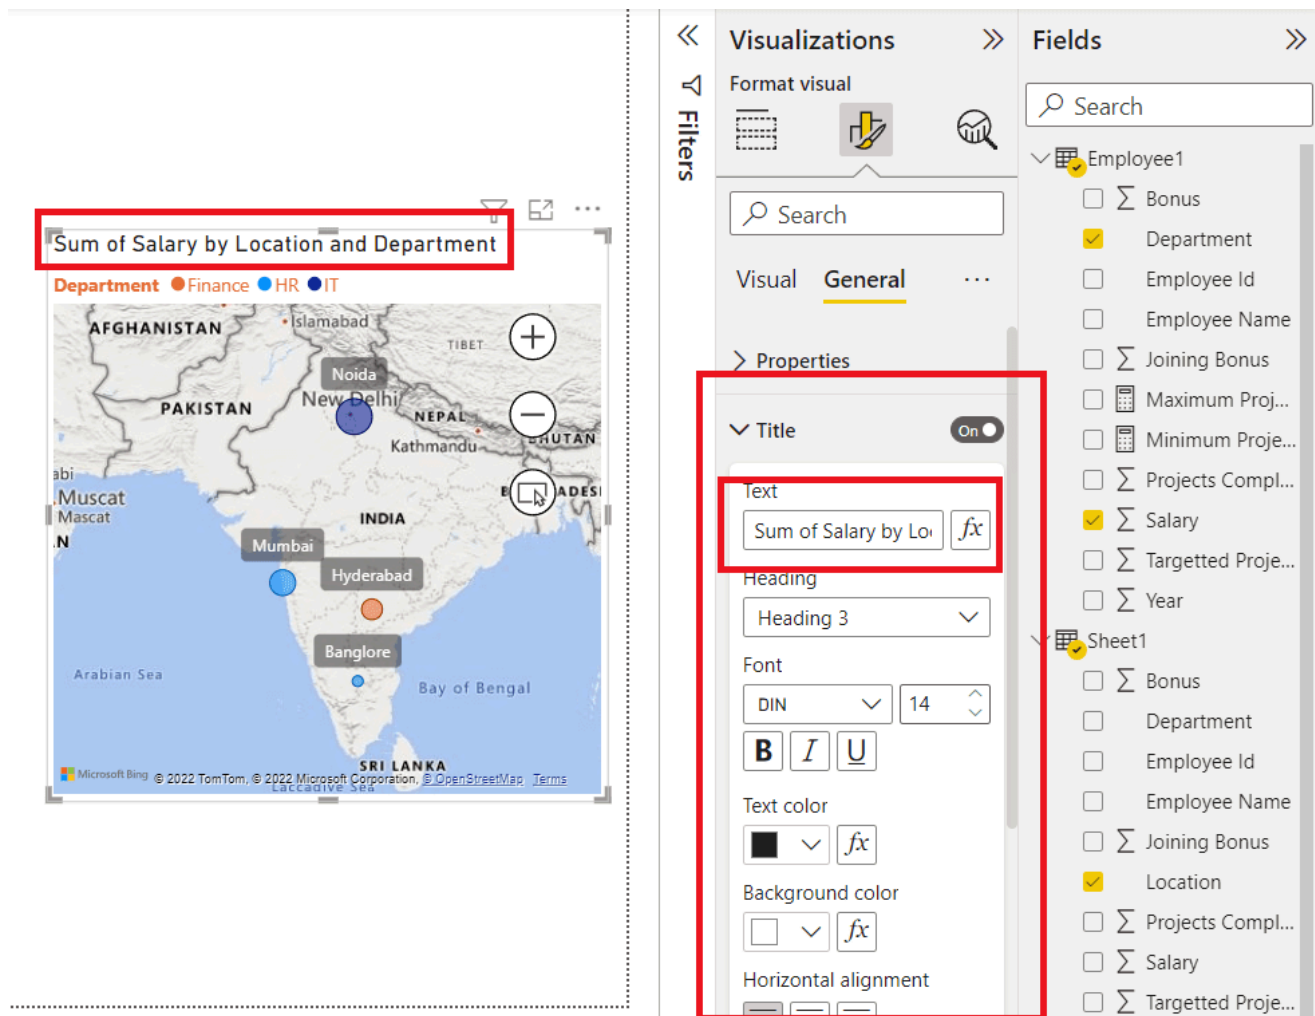 Sum of Salary by Location and Department
Department Finance HR IT
AFGHANISTAN
Islamabad
TIBET
Noida
New Delhi
PAKISTAN
NEPAL
BHUTAN
Kathmandu
abi
Muscat
Mascat
N
INDIA
Mumbai
Hyderabad
Banglore
Arabian Sea
Bay of Bengal
SRI LANKA
Laccadive Sea
Microsoft Bing © 2022 TomTom, © 2022 Microsoft Corporation, © OpenStreetMap Terms
Filters
Visualizations
Format visual
Search
Visual General ...
Properties
Title On
Text
Sum of Salary by Lo
fx
Heading
Heading 3
Font
DIN 14
B I U
Text color
fx
Background color
fx
Horizontal alignment
Fields
Search
Employee1
Σ Bonus
Department
Employee Id
Employee Name
Σ Joining Bonus
Maximum Proj...
Minimum Proje...
Σ Projects Compl...
Σ Salary
Σ Targetted Proje...
Σ Year
Sheet1
Σ Bonus
Department
Employee Id
Employee Name
Σ Joining Bonus
Location
Σ Projects Compl...
Σ Salary
Σ Targetted Proje...